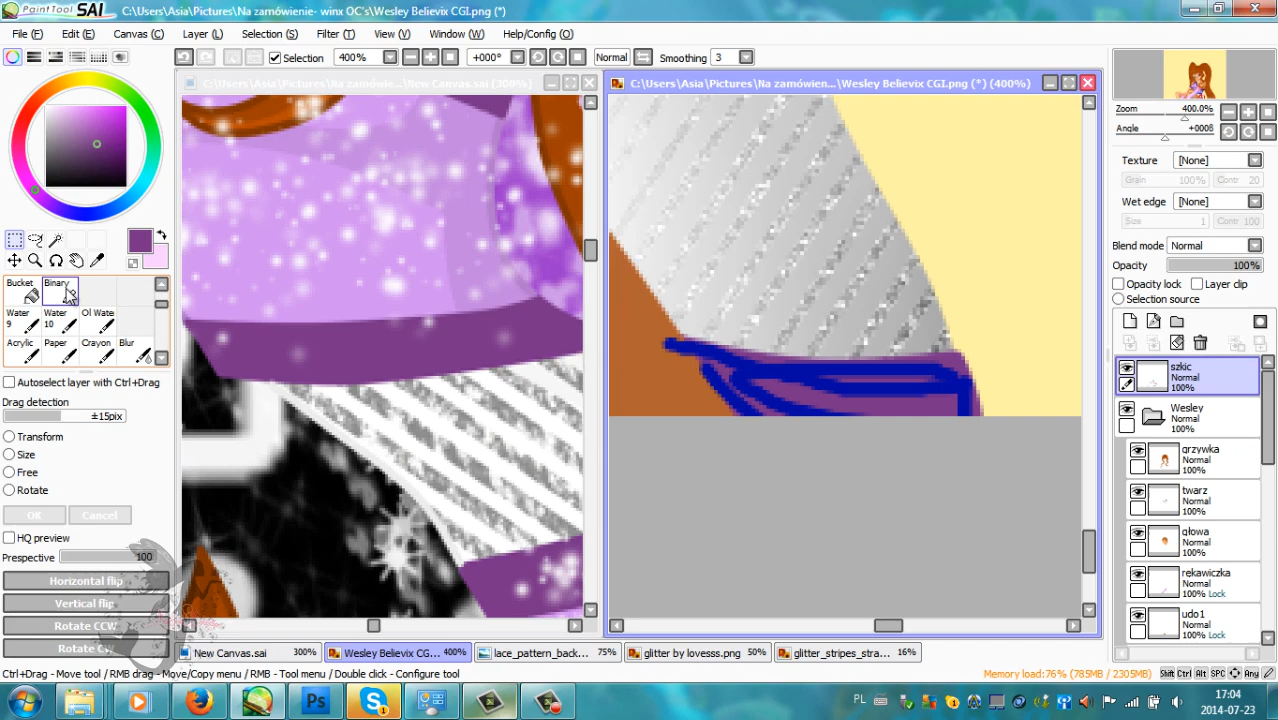 PaintTool SAI C:\Users\Asia\Pictures\Na zamówienie- winx OC's\Wesley Believix CGI.png (*)
File (F) Edit (E) Canvas (C) Layer (L) Selection (S) Filter (T) View (V) Window (W) Help/Config (O)
Selection 400% +000° Normal Smoothing 3
C:\Users\Asia\Pictures\Na zamówie...\New Canvas.sai (300%)
C:\Users\Asia\Pictures\Na zamówien...\Wesley Believix CGI.png (*) (400%)
Zoom 400.0%
Angle
Texture [None]
Grain 100% Contr 20
Wet edge [None]
Size 1 Contr 100
Blend mode Normal
Opacity 100%
Opacity lock Layer clip
Selection source
szkic
Normal
100%
Wesley
Normal
100%
grzywka
Normal
100%
twarz
Normal
100%
głowa
Normal
100%
rękawiczka
Normal
100% Lock
udo1
Normal
100% Lock
Bucket Binary
Water 9 Water 10 Ol Wate
Acrylic Paper Crayon Blur
Autoselect layer with Ctrl+Drag
Drag detection
±15pix
Transform
Size
Free
Rotate
OK Cancel
HQ preview
Perspective 100
Horizontal flip
Vertical flip
Rotate CCW
Rotate C
New Canvas.sai 300% Wesley Believix CG... 400% lace_pattern_back... 75% glitter by lovesss.png 50% glitter_stripes_stra... 16%
Ctrl+Drag - Move tool / RMB drag - Move/Copy menu / RMB - Tool menu / Double click - Configure tool
Memory load:76% (785MB / 2305MB) Shift Ctrl Alt SPC Any
PL
17:04
2014-07-23